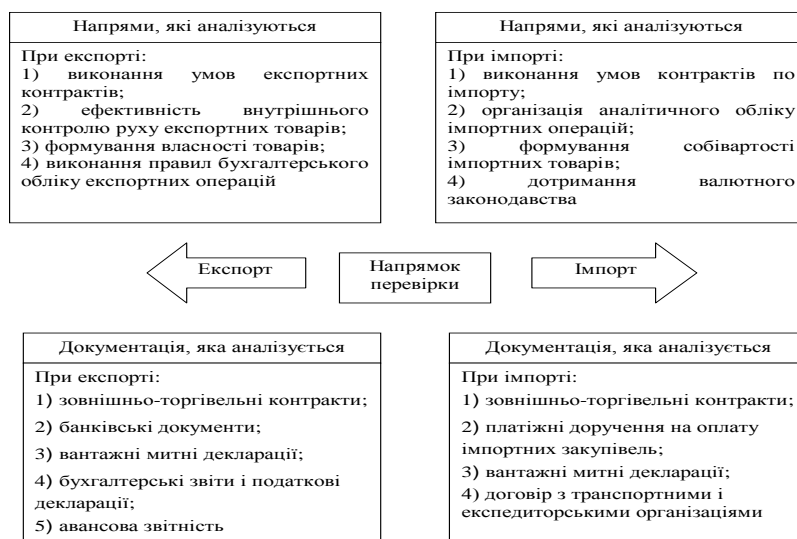 Напрями, які аналізуються
При експорті:
1) виконання умов експортних
контрактів;
2) ефективність внутрішнього
контролю руху експортних товарів;
3) формування власності товарів;
4) виконання правил бухгалтерського
обліку експортних операцій
Напрями, які аналізуються
При імпорті:
1) виконання умов контрактів по
імпорту;
2) організація аналітичного обліку
імпортних операцій;
3) формування собівартості
імпортних товарів;
4) дотримання валютного
законодавства
Експорт
Напрямок
перевірки
Імпорт
Документація, яка аналізується
При експорті:
1) зовнішньо-торгівельні контракти;
2) банківські документи;
3) вантажні митні декларації;
4) бухгалтерські звіти і податкові
декларації;
5) авансова звітність
Документація, яка аналізується
При імпорті:
1) зовнішньо-торгівельні контракти;
2) платіжні доручення на оплату
імпортних закупівель;
3) вантажні митні декларації;
4) договір з транспортними і
експедиторськими організаціями